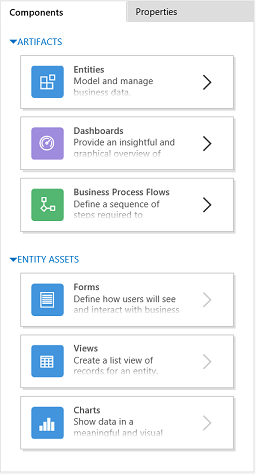 Components
Properties
ARTIFACTS
Entities
Model and manage
business data.
Dashboards
Provide an insightful and
graphical overview of
Business Process Flows
Define a sequence of
steps required to
ENTITY ASSETS
Forms
Define how users will see
and interact with business
Views
Create a list view of
records for an entity.
Charts
Show data in a
meaningful and visual